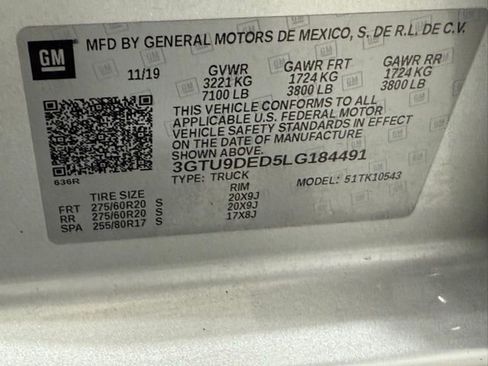 GM MFD BY GENERAL MOTORS DE MEXICO, S. DE R.L. DE C.V.
11/19 GVWR GAWR FRT GAWR RR
3221 KG 1724 KG 1724 KG
7100 LB 3800 LB 3800 LB
THIS VEHICLE CONFORMS TO ALL
APPLICABLE U.S. FEDERAL MOTOR
VEHICLE SAFETY STANDARDS IN EFFECT
ON THE DATE OF MANUFACTURE
SHOWN ABOVE.
3GTU9DED5LG184491
636R
TYPE: TRUCK MODEL: 51TK10543
TIRE SIZE RIM
FRT 275/60R20 S 20X9J
RR 275/60R20 S 20X9J
SPA 255/80R17 S 17X8J